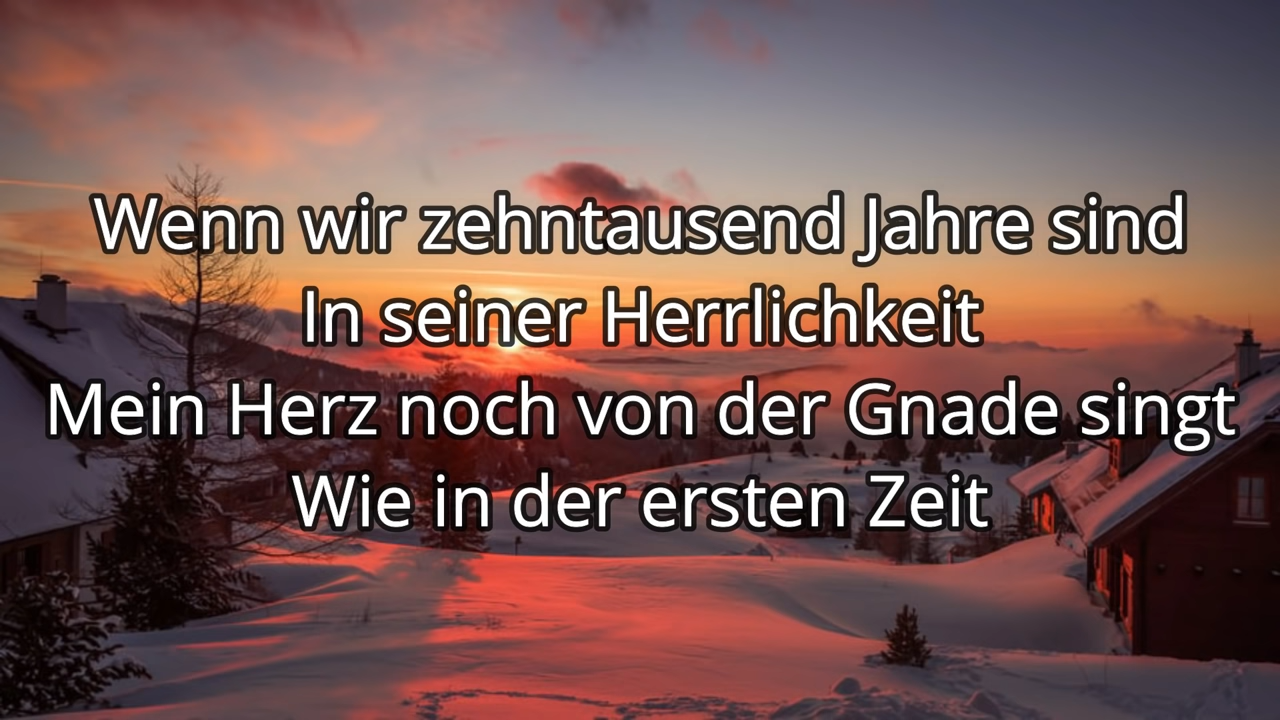 Wenn wir zehntausend Jahre sind
In seiner Herrlichkeit
Mein Herz noch von der Gnade singt
Wie in der ersten Zeit